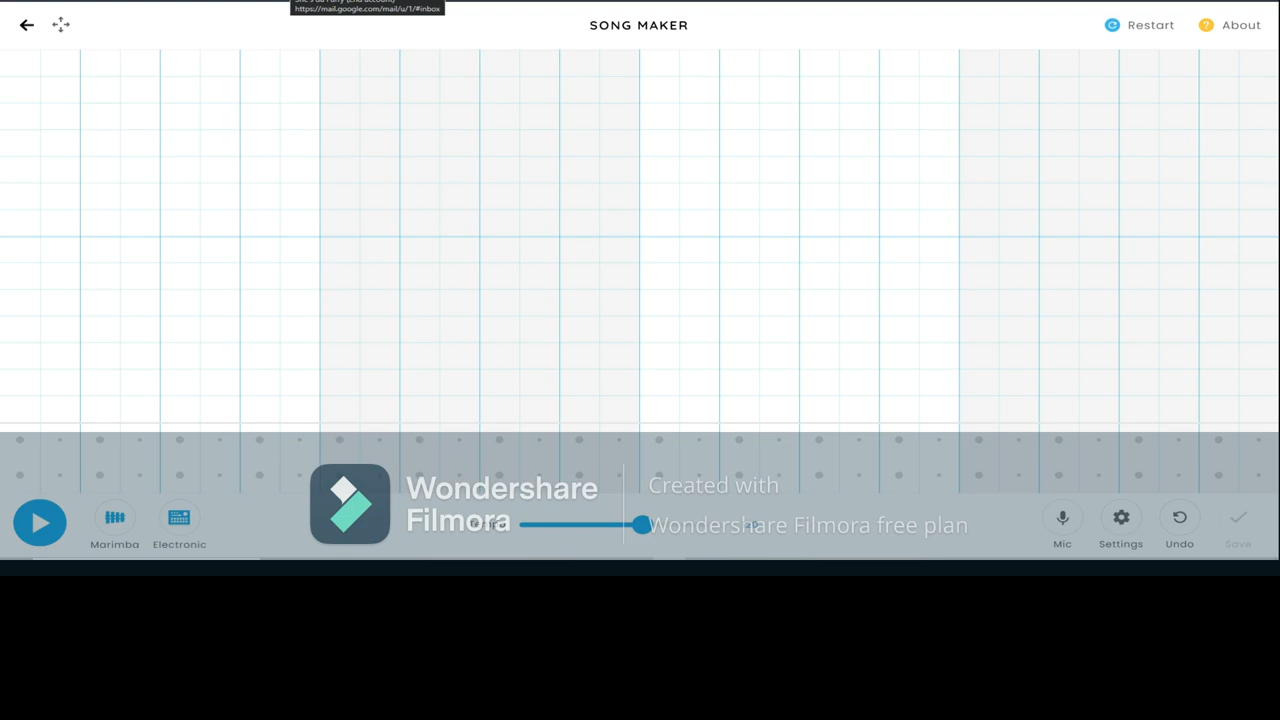 https://mail.google.com/mail/u/1/#inbox
SONG MAKER
Restart
About
Wondershare
Filmora
Created with
Wondershare Filmora free plan
Marimba
Electronic
Mic
Settings
Undo
Save